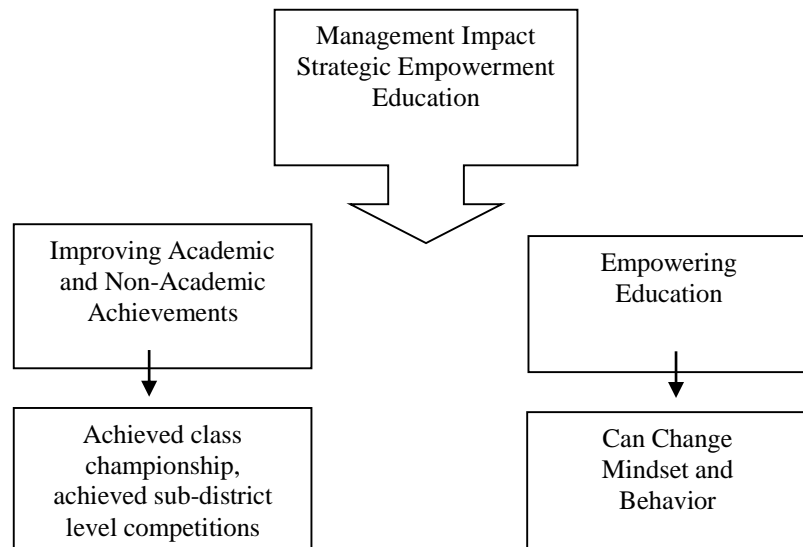 Management Impact
Strategic Empowerment
Education
Improving Academic
and Non-Academic
Achievements
Empowering
Education
Achieved class
championship,
achieved sub-district
level competitions
Can Change
Mindset and
Behavior